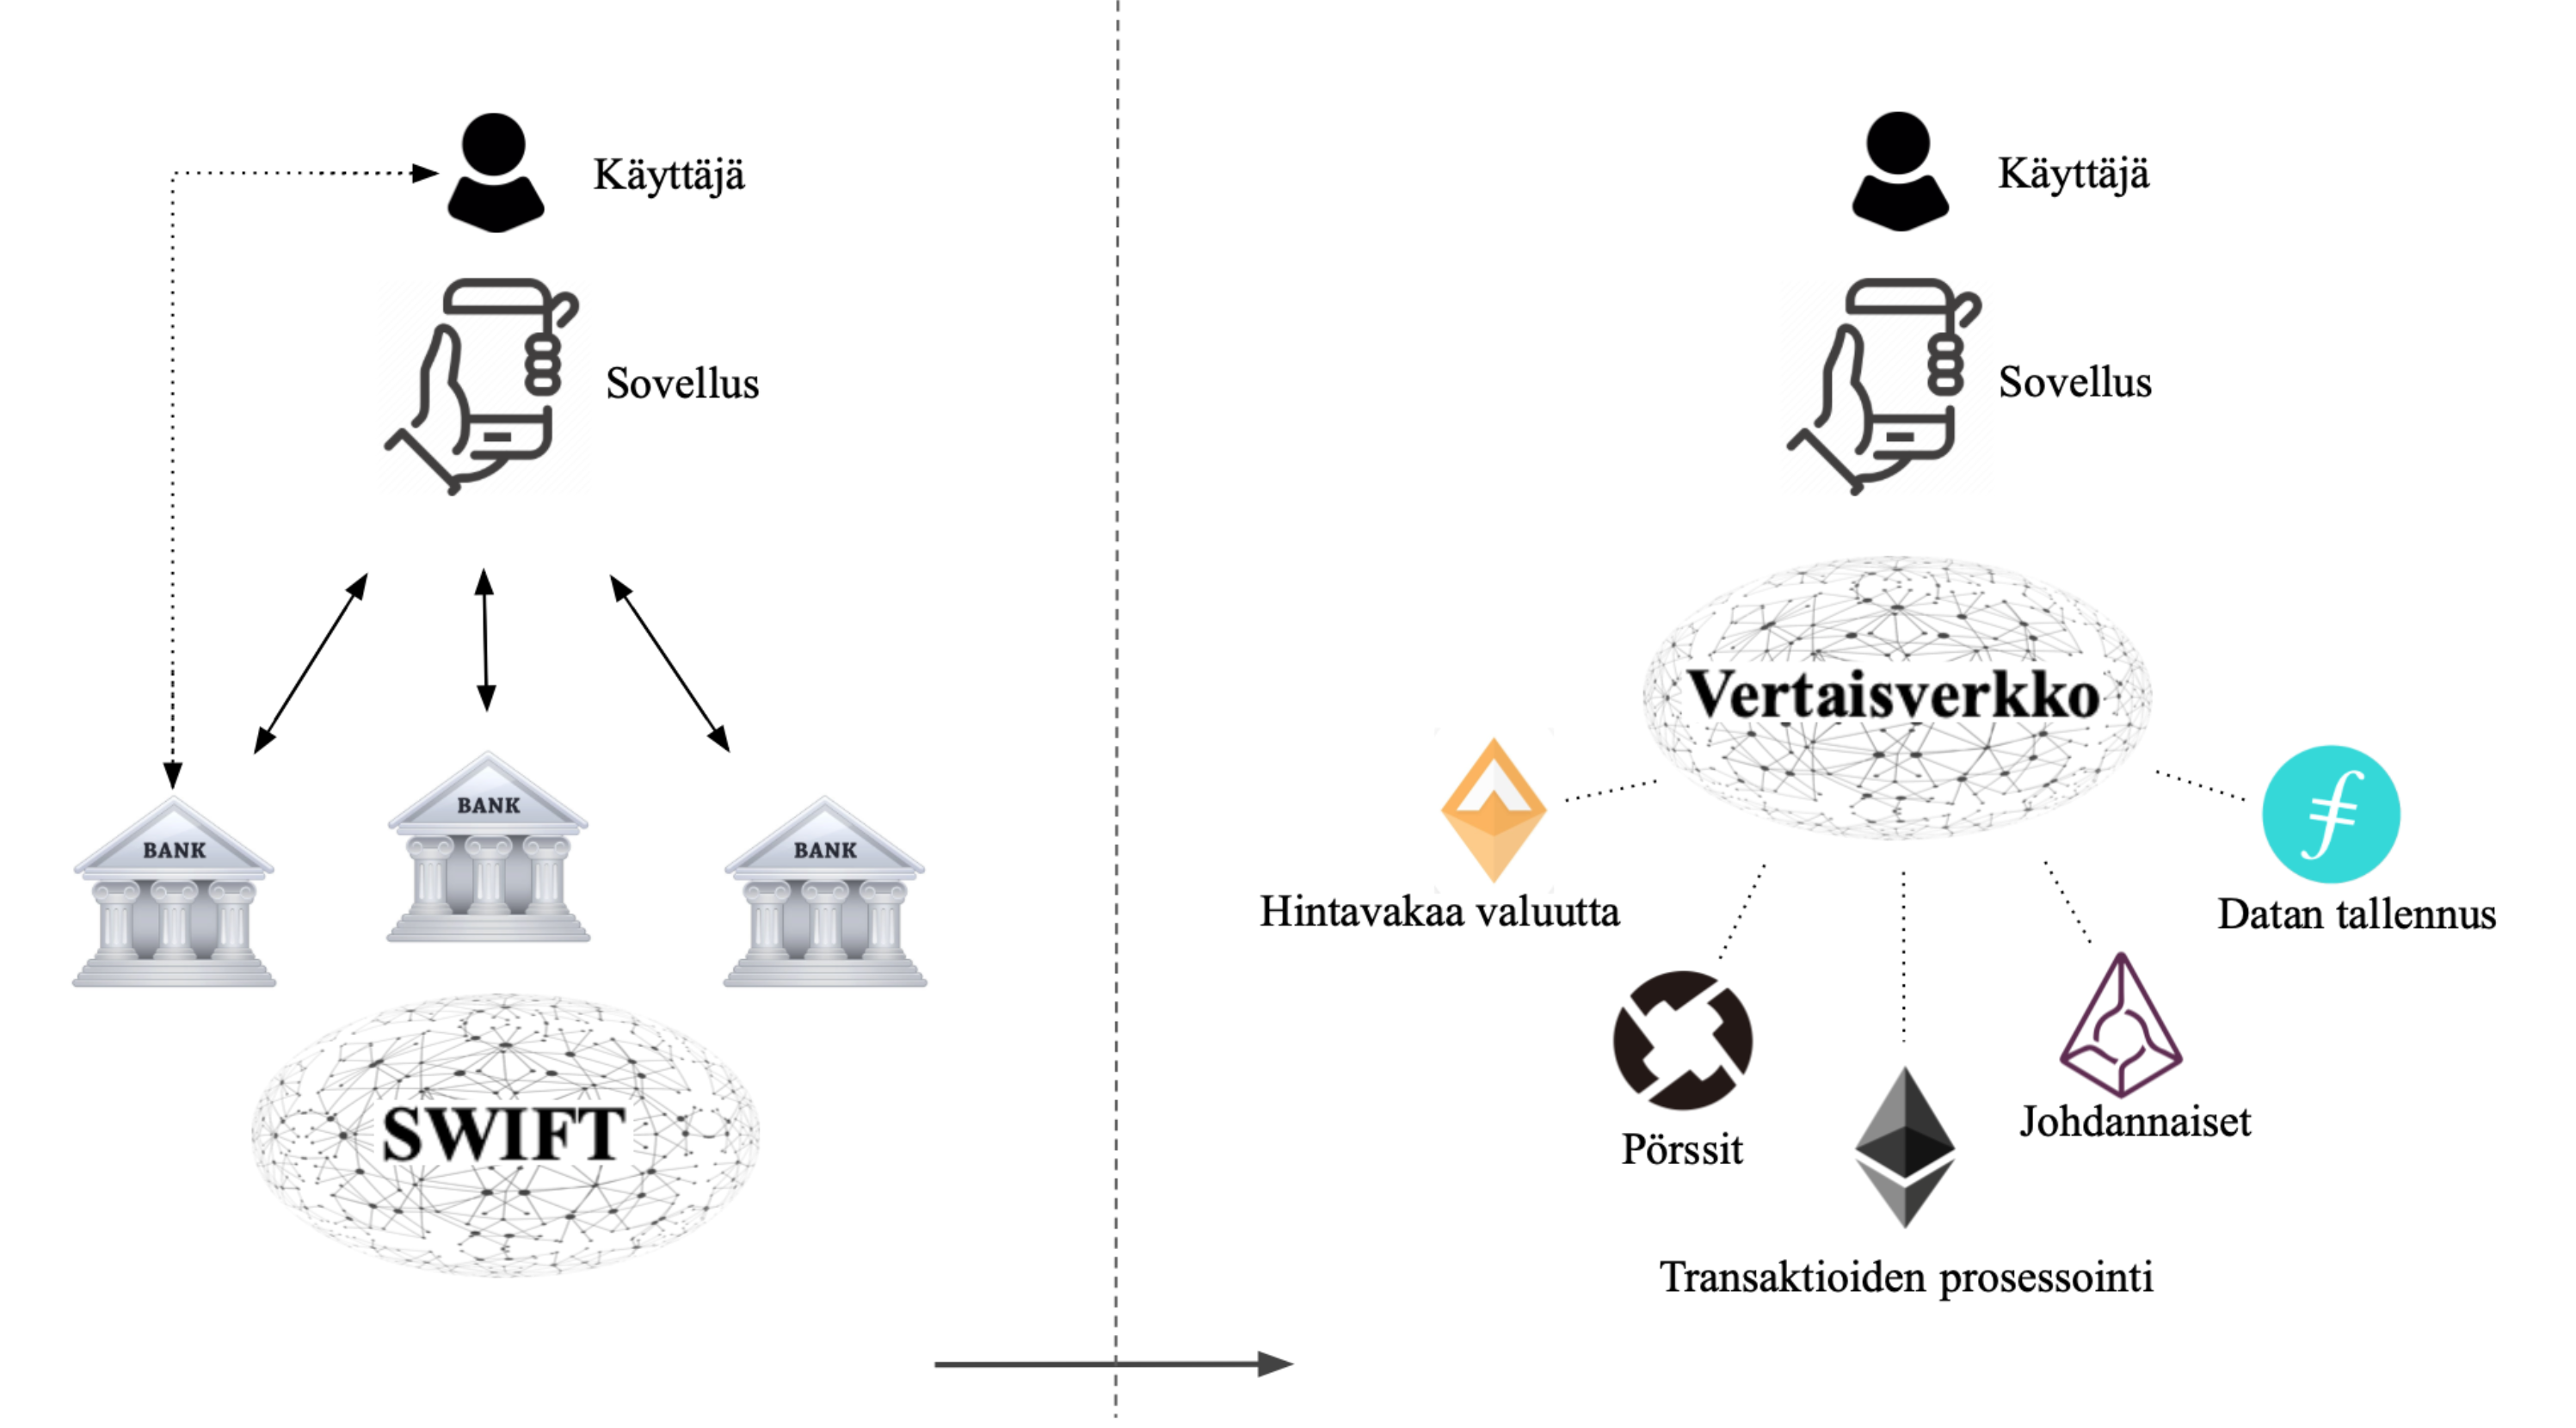 Käyttäjä
Sovellus
BANK
BANK
BANK
SWIFT
Käyttäjä
Sovellus
Vertaisverkko
Hintavakaa valuutta
Datan tallennus
Pörssit
Johdannaiset
Transaktioiden prosessointi